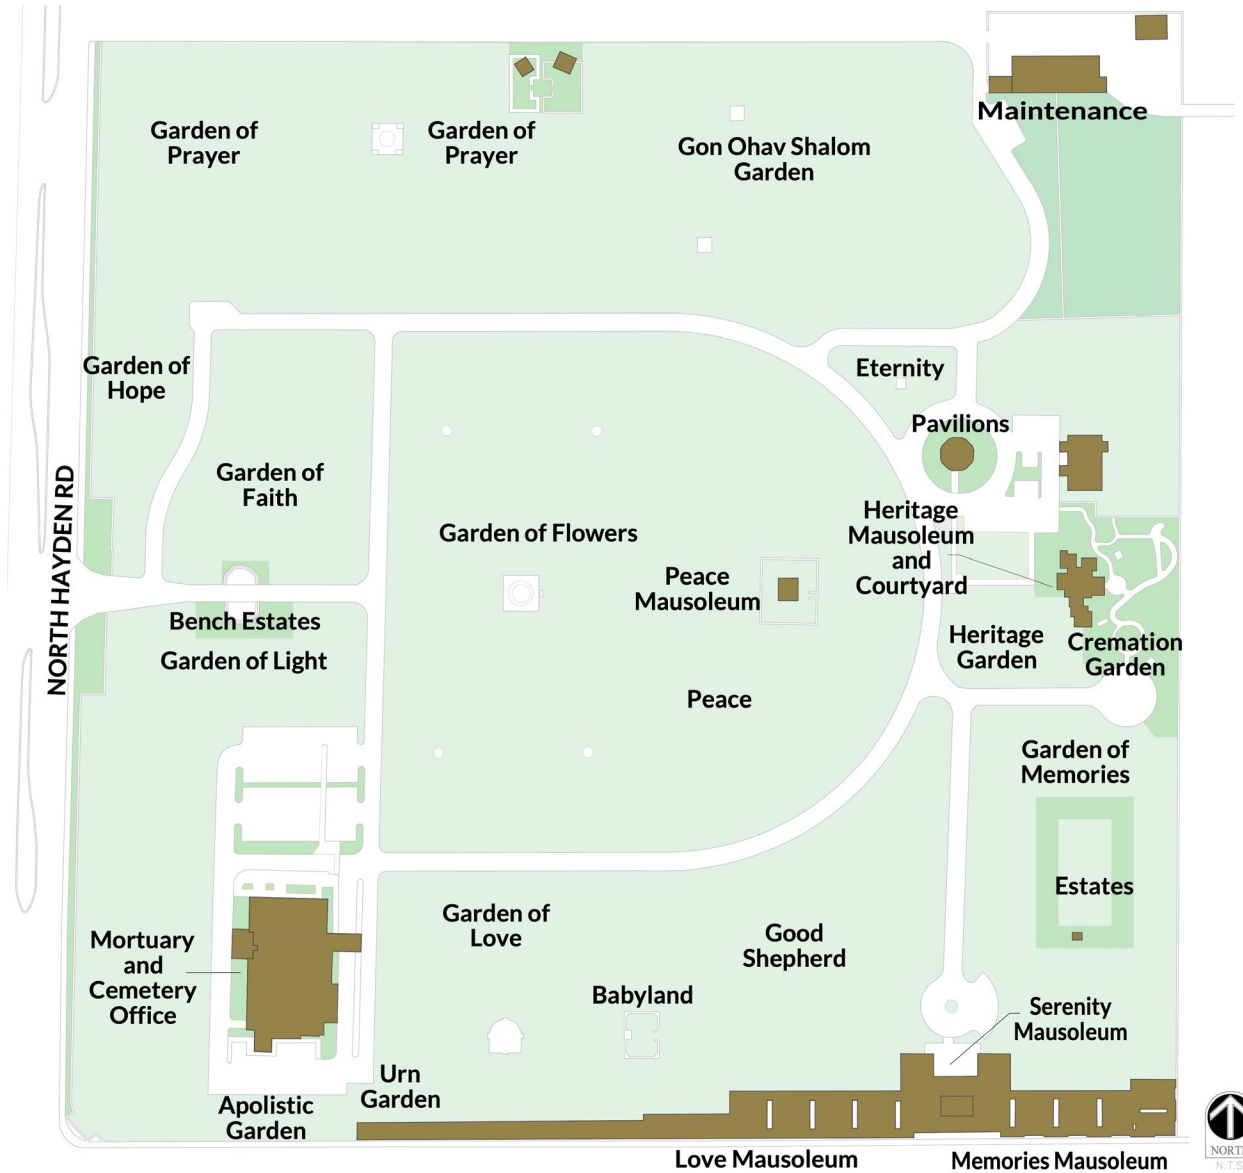 Maintenance
Garden of
Prayer
Garden of
Prayer
Gon Ohav Shalom
Garden
Garden of
Hope
Eternity
Pavilions
Garden of
Faith
NORTH HAYDEN RD
Garden of Flowers
Heritage
Mausoleum
and
Courtyard
Peace
Mausoleum
Bench Estates
Garden of Light
Heritage
Garden
Cremation
Garden
Peace
Garden of
Memories
Estates
Garden of
Love
Good
Shepherd
Mortuary
and
Cemetery
Office
Babyland
Serenity
Mausoleum
Urn
Garden
Apolistic
Garden
Love Mausoleum
Memories Mausoleum
NORTH
N.T.S